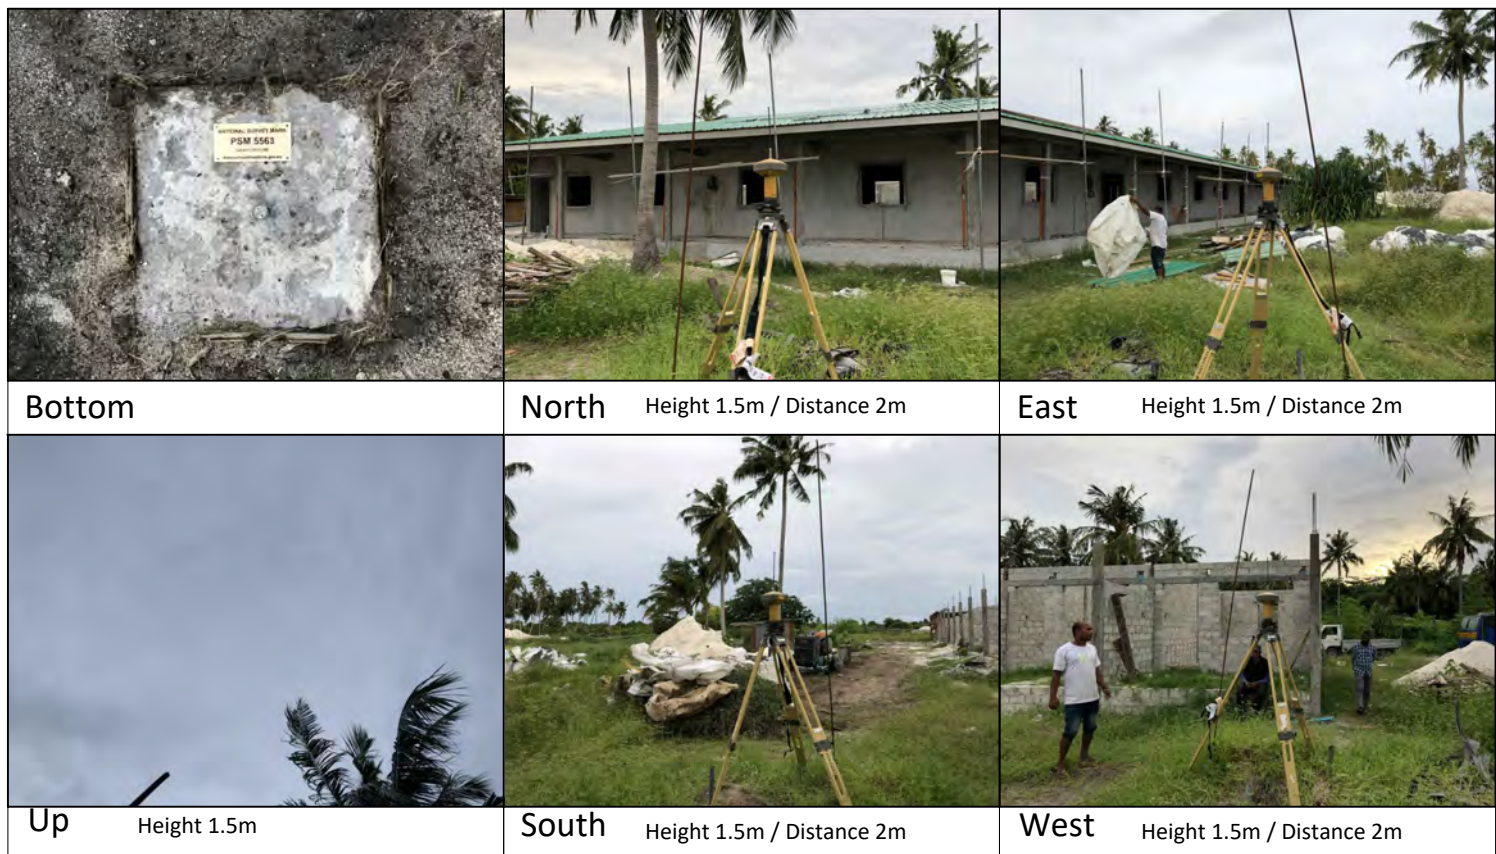 NATIONAL SURVEY MARK
PSM 5563
Bottom
North Height 1.5m / Distance 2m
East Height 1.5m / Distance 2m
Up Height 1.5m
South Height 1.5m / Distance 2m
West Height 1.5m / Distance 2m